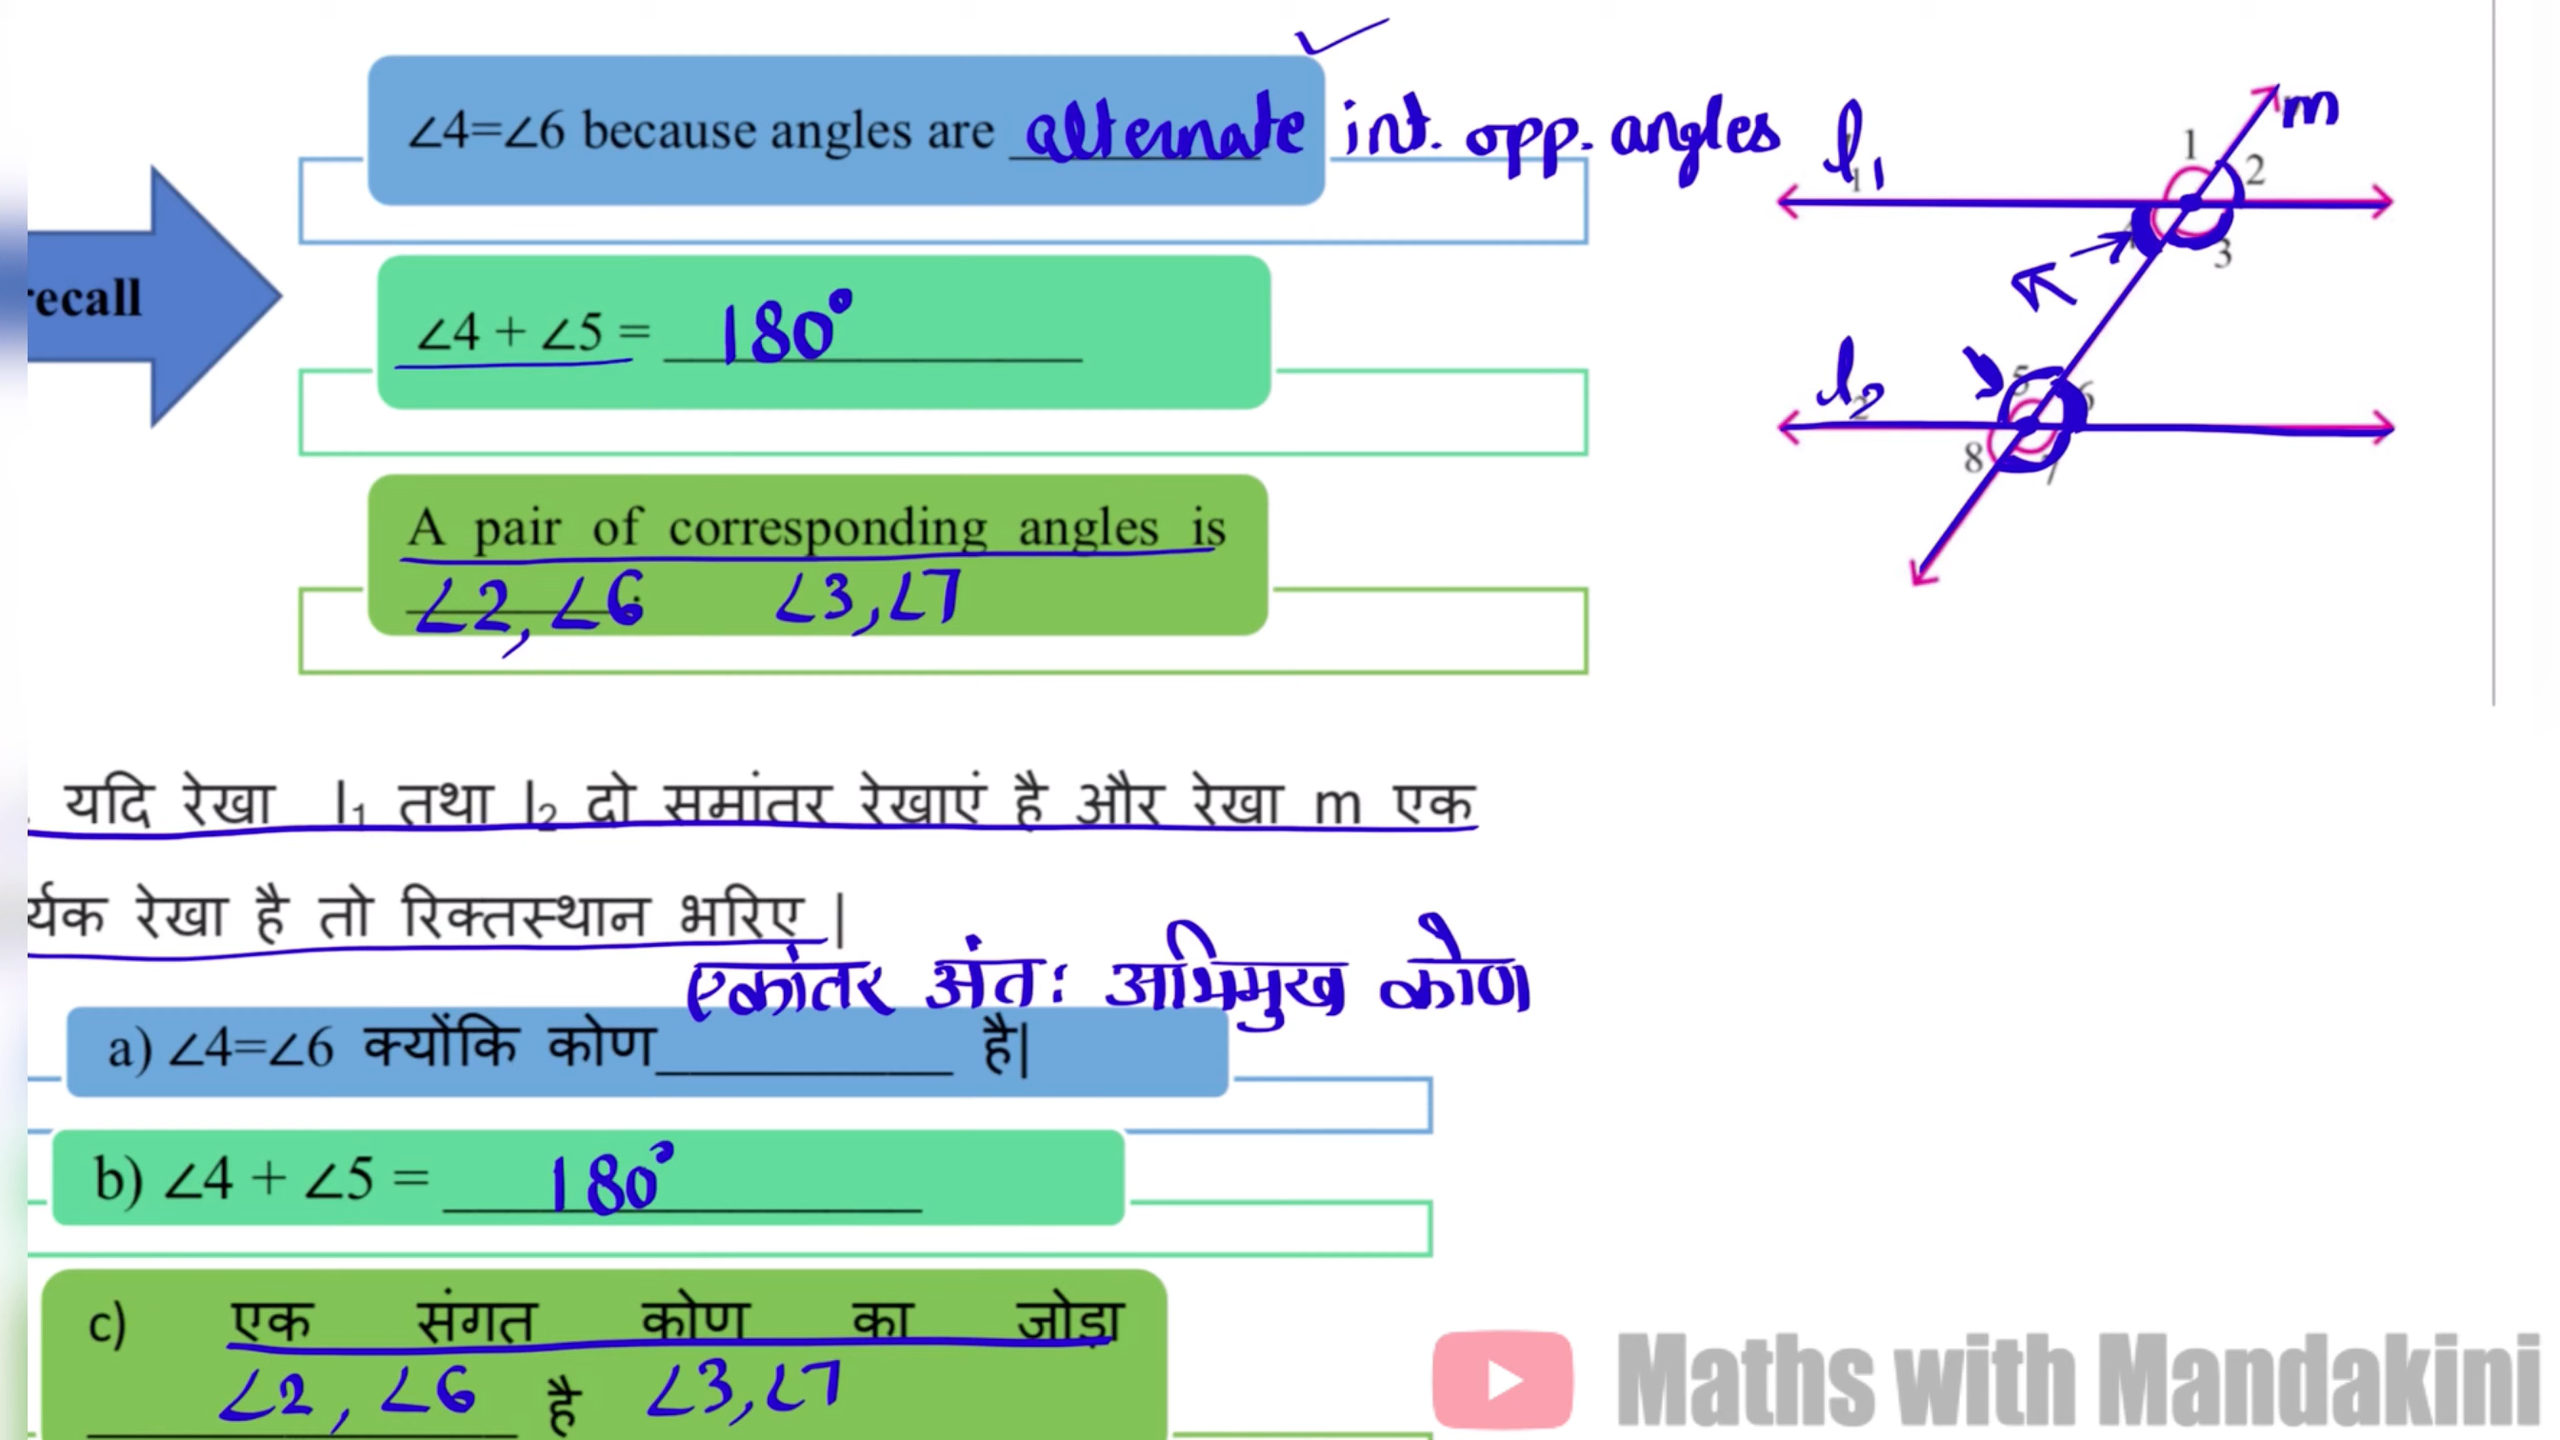 ∠4=∠6 because angles are alternate int. opp. angles
ecall
∠4 + ∠5 = 180°
A pair of corresponding angles is
∠2, ∠6 ∠3, ∠7
m
l1
1
2
3
l2
5
6
8
7
यदि रेखा l1 तथा l2 दो समांतर रेखाएं है और रेखा m एक
र्यक रेखा है तो रिक्तस्थान भरिए |
एकांतर अंतः अभिमुख कोण
a) ∠4=∠6 क्योंकि कोण__________ है|
b) ∠4 + ∠5 = 180°
c) एक संगत कोण का जोड़ा
∠2, ∠6 है ∠3, ∠7
Maths with Mandakini